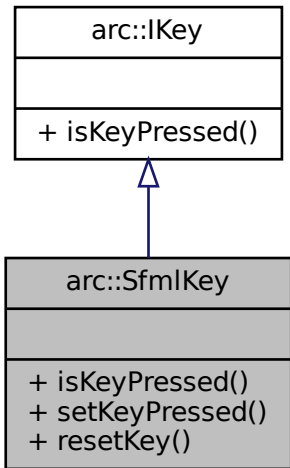 arc::IKey
+ isKeyPressed()
arc::SfmlKey
+ isKeyPressed()
+ setKeyPressed()
+ resetKey()